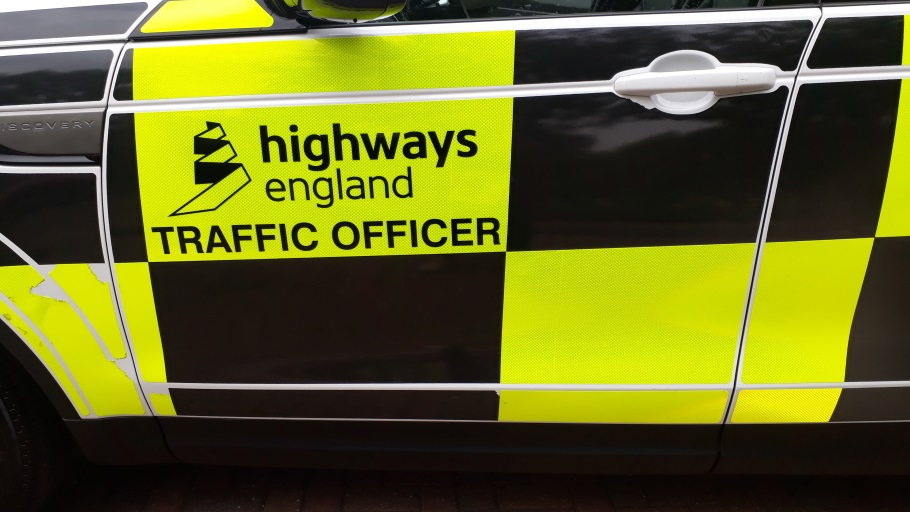 DISCOVERY
highways
england
TRAFFIC OFFICER